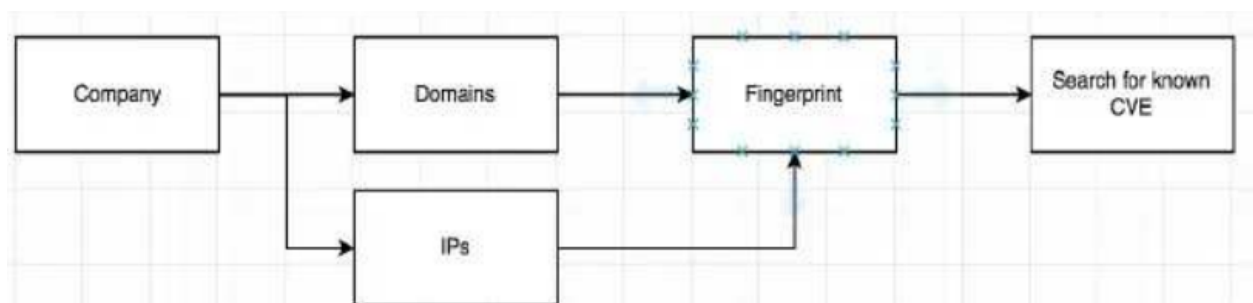 Company
Domains
Fingerprint
Search for known
CVE
IPs